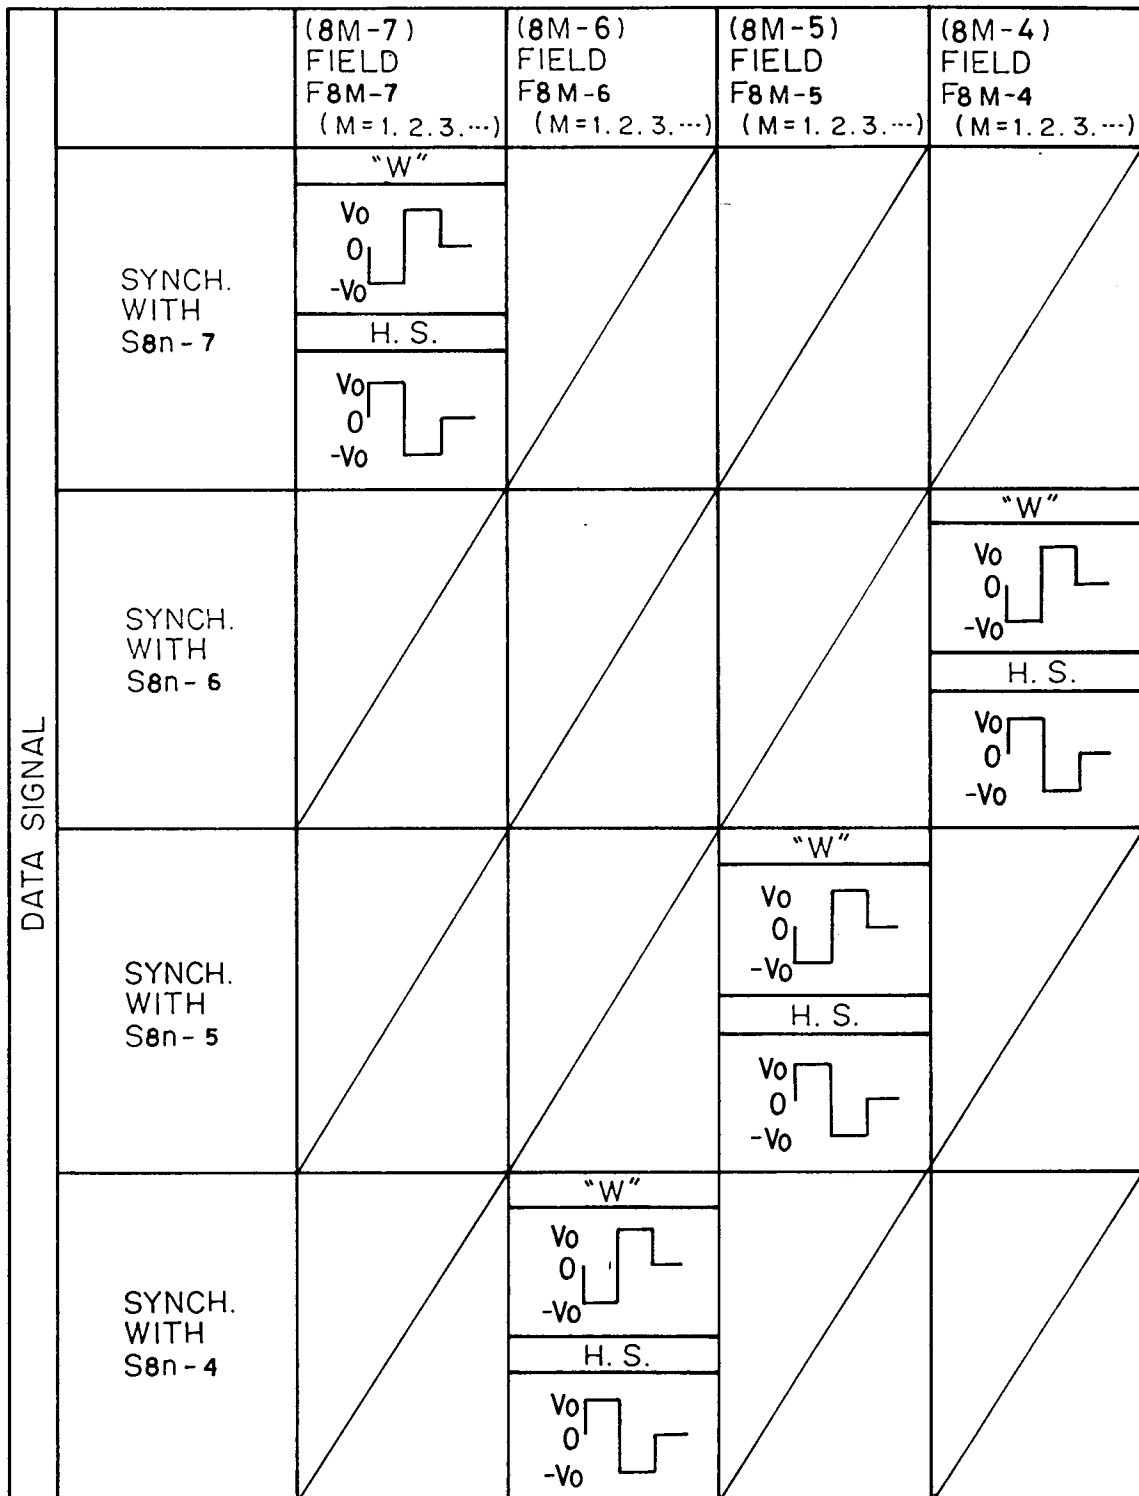 (8M-7)
FIELD
F8M-7
(M=1.2.3.···)
(8M-6)
FIELD
F8M-6
(M=1.2.3.···)
(8M-5)
FIELD
F8M-5
(M=1.2.3.···)
(8M-4)
FIELD
F8M-4
(M=1.2.3.···)
DATA SIGNAL
SYNCH.
WITH
S8n-7
"W"
Vo
0
-Vo
H. S.
Vo
0
-Vo
SYNCH.
WITH
S8n-6
"W"
Vo
0
-Vo
H. S.
Vo
0
-Vo
SYNCH.
WITH
S8n-5
"W"
Vo
0
-Vo
H. S.
Vo
0
-Vo
SYNCH.
WITH
S8n-4
"W"
Vo
0
-Vo
H. S.
Vo
0
-Vo